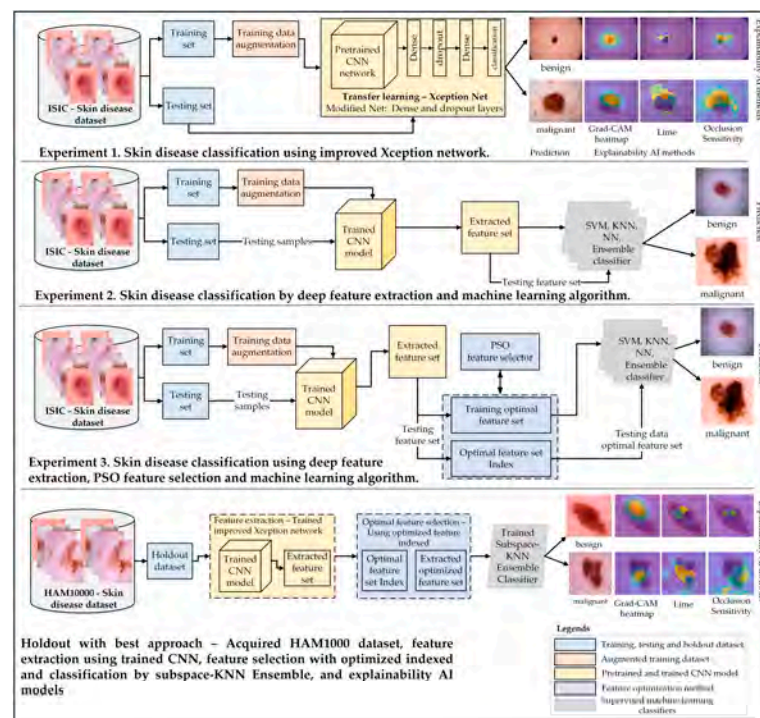 Training
set
Training data
augmentation
Pretrained
CNN
network
Dense
dropout
Dense
classification
ISIC - Skin disease
dataset
Testing set
Transfer learning – Xception Net
Modified Net: Dense and dropout layers
benign
malignant
Grad-CAM
heatmap
Lime
Occlusion
Sensitivity
Prediction
Explainability AI methods
Experiment 1. Skin disease classification using improved Xception network.
Training
set
Training data
augmentation
ISIC - Skin disease
dataset
Testing set
Testing samples
Trained
CNN
model
Extracted
feature set
SVM, KNN,
NN,
Ensemble
classifier
Testing feature set
benign
malignant
Experiment 2. Skin disease classification by deep feature extraction and machine learning algorithm.
Training
set
Training data
augmentation
ISIC - Skin disease
dataset
Testing
set
Testing
samples
Trained
CNN
model
Extracted
feature set
PSO
feature selector
SVM, KNN,
NN,
Ensemble
classifier
Testing
feature set
Training optimal
feature set
Optimal feature set
Index
Testing data
optimal feature set
benign
malignant
Experiment 3. Skin disease classification using deep feature
extraction, PSO feature selection and machine learning algorithm.
HAM10000 - Skin
disease dataset
Holdout
dataset
Feature extraction – Trained
improved Xception network
Trained
CNN
model
Extracted
feature set
Optimal feature selection –
Using optimized feature
indexed
Optimal
feature
set Index
Extracted
optimized
feature set
Trained
Subspace-
KNN
Ensemble
Classifier
benign
malignant
Grad-CAM
heatmap
Lime
Occlusion
Sensitivity
Holdout with best approach – Acquired HAM1000 dataset, feature
extraction using trained CNN, feature selection with optimized indexed
and classification by subspace-KNN Ensemble, and explainability AI
models
Legends
Training, testing and holdout dataset
Augmented training dataset
Pretrained and trained CNN model
Feature optimization method
Supervised machine-learning
classifiers